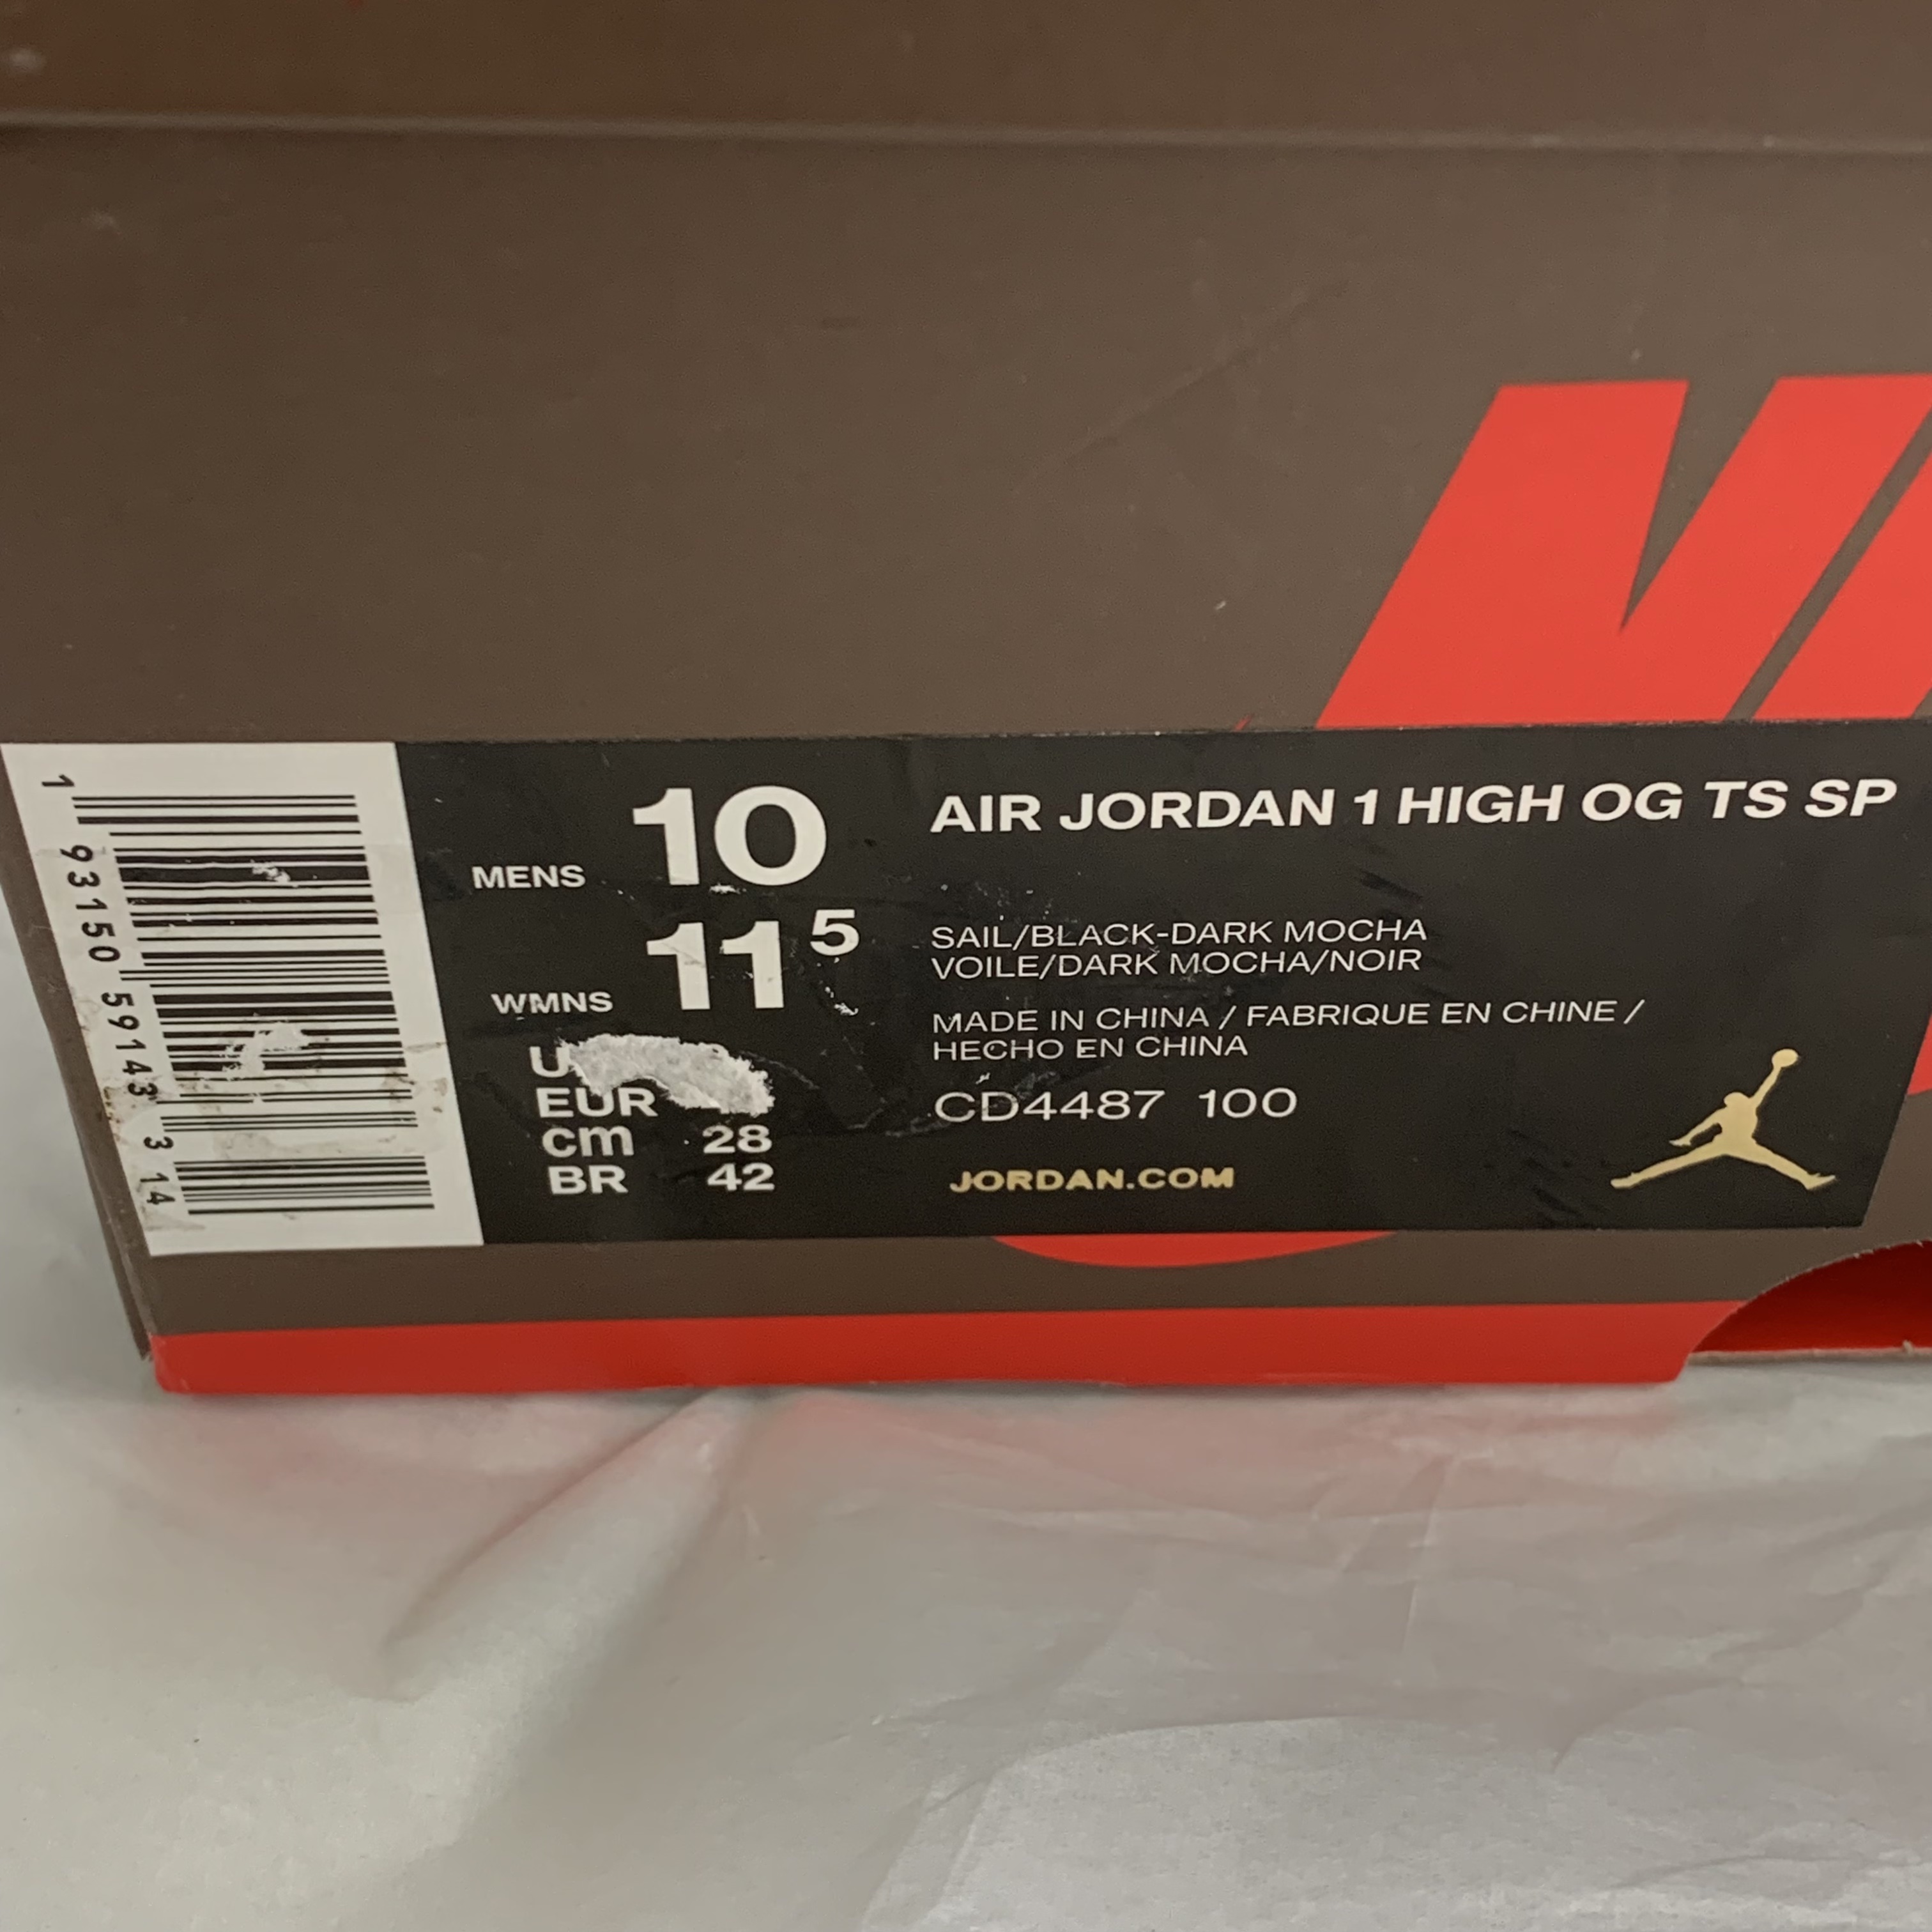 1 93150 59143 3 14
MENS 10
WMNS 11 5
EUR
cm 28
BR 42
AIR JORDAN 1 HIGH OG TS SP
SAIL/BLACK-DARK MOCHA
VOILE/DARK MOCHA/NOIR
MADE IN CHINA / FABRIQUE EN CHINE /
HECHO EN CHINA
CD4487 100
JORDAN.COM